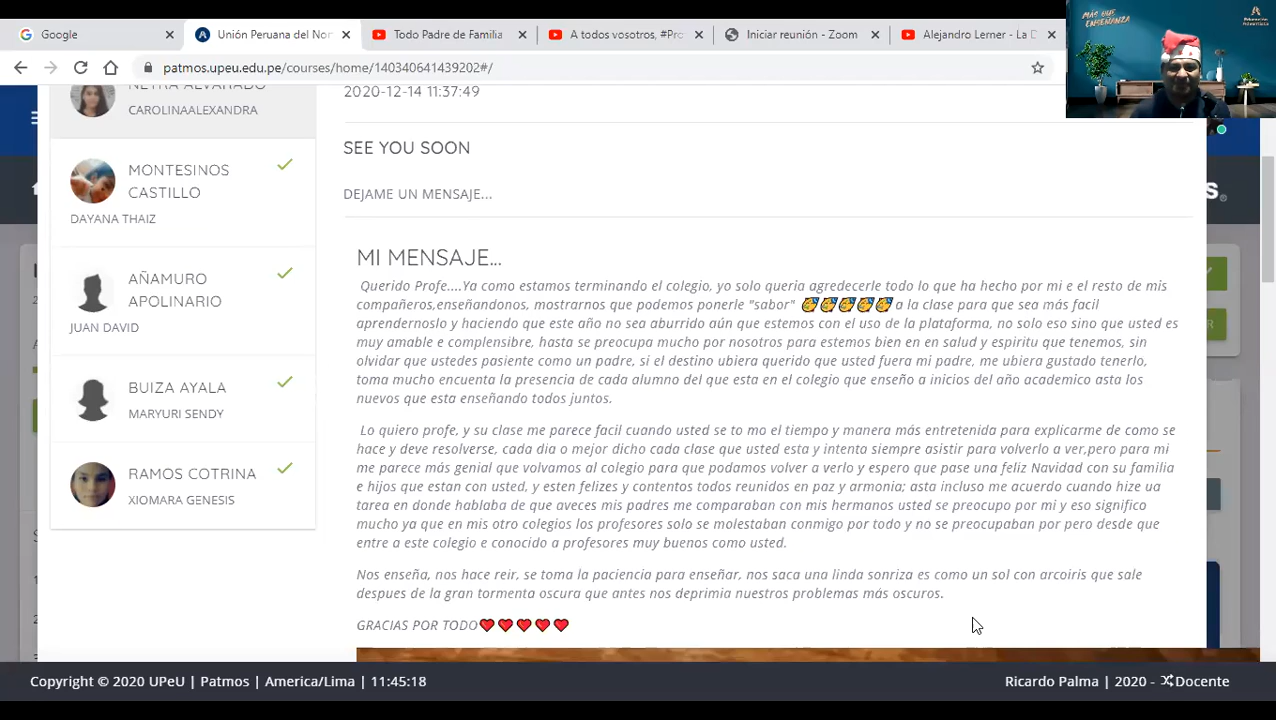 MÁS QUE ENSEÑANZA
Google
Unión Peruana del Nor
Todo Padre de Familia
A todos vosotros, #Pro
Iniciar reunión - Zoom
Alejandro Lerner - La D
patmos.upeu.edu.pe/courses/home/140340641439202#/
NEYRA ALVARADO
CAROLINAALEXANDRA
MONTESINOS CASTILLO
DAYANA THAIZ
AÑAMURO APOLINARIO
JUAN DAVID
BUIZA AYALA
MARYURI SENDY
RAMOS COTRINA
XIOMARA GENESIS
2020-12-14 11:37:49
SEE YOU SOON
DEJAME UN MENSAJE...
MI MENSAJE...
Querido Profe....Ya como estamos terminando el colegio, yo solo quería agredecerle todo lo que ha hecho por mi e el resto de mis
compañeros,enseñandonos, mostrarnos que podemos ponerle "sabor" 🥳🥳🥳🥳🥳 a la clase para que sea más facil
aprendernoslo y haciendo que este año no sea aburrido aún que estemos con el uso de la plataforma, no solo eso sino que usted es
muy amable e complensibre, hasta se preocupa mucho por nosotros para estemos bien en en salud y espiritu que tenemos, sin
olvidar que ustedes pasiente como un padre, si el destino ubiera querido que usted fuera mi padre, me ubiera gustado tenerlo,
toma mucho encuenta la presencia de cada alumno del que esta en el colegio que enseño a inicios del año academico asta los
nuevos que esta enseñando todos juntos.
Lo quiero profe, y su clase me parece facil cuando usted se to mo el tiempo y manera más entretenida para explicarme de como se
hace y deve resolverse, cada dia o mejor dicho cada clase que usted esta y intenta siempre asistir para volverlo a ver,pero para mi
me parece más genial que volvamos al colegio para que podamos volver a verlo y espero que pase una feliz Navidad con su familia
e hijos que estan con usted, y esten felizes y contentos todos reunidos en paz y armonia; asta incluso me acuerdo cuando hize ua
tarea en donde hablaba de que aveces mis padres me comparaban con mis hermanos usted se preocupo por mi y eso significo
mucho ya que en mis otro colegios los profesores solo se molestaban conmigo por todo y no se preocupaban por pero desde que
entre a este colegio e conocido a profesores muy buenos como usted.
Nos enseña, nos hace reir, se toma la paciencia para enseñar, nos saca una linda sonriza es como un sol con arcoiris que sale
despues de la gran tormenta oscura que antes nos deprimia nuestros problemas más oscuros.
GRACIAS POR TODO❤❤❤❤❤
Copyright © 2020 UPeU | Patmos | America/Lima | 11:45:18
Ricardo Palma | 2020 - Docente